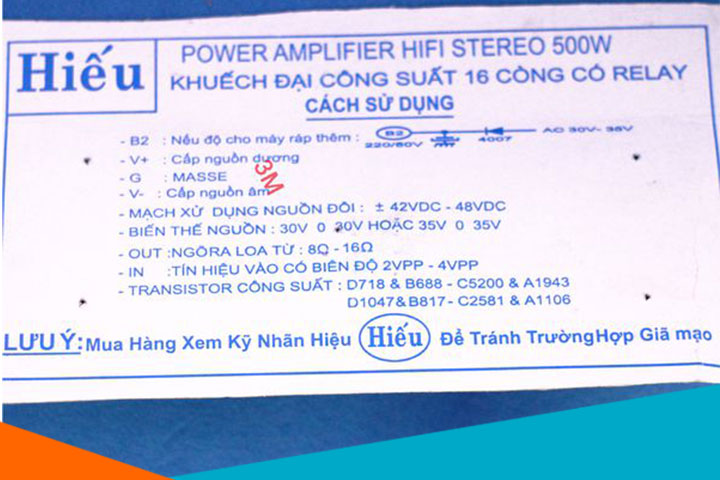 Hiếu
POWER AMPLIFIER HIFI STEREO 500W
KHUẾCH ĐẠI CÔNG SUẤT 16 CÒNG CÓ RELAY
CÁCH SỬ DỤNG
- B2 : Nếu độ cho máy ráp thêm : B2 220/50V 4007 AC 30V- 35V
- V+ : Cấp nguồn dương
- G : MASSE
- V- : Cấp nguồn âm
3M
- MẠCH XỬ DỤNG NGUỒN ĐÔI : ± 42VDC - 48VDC
- BIẾN THẾ NGUỒN : 30V 0 30V HOẶC 35V 0 35V
- OUT :NGÕRA LOA TỪ : 8Ω - 16Ω
- IN :TÍN HIỆU VÀO CÓ BIÊN ĐỘ 2VPP - 4VPP
- TRANSISTOR CÔNG SUẤT : D718 & B688 - C5200 & A1943
D1047& B817- C2581 & A1106
LƯU Ý: Mua Hàng Xem Kỹ Nhãn Hiệu Hiếu Đề Tránh TrườngHợp Giã mạo